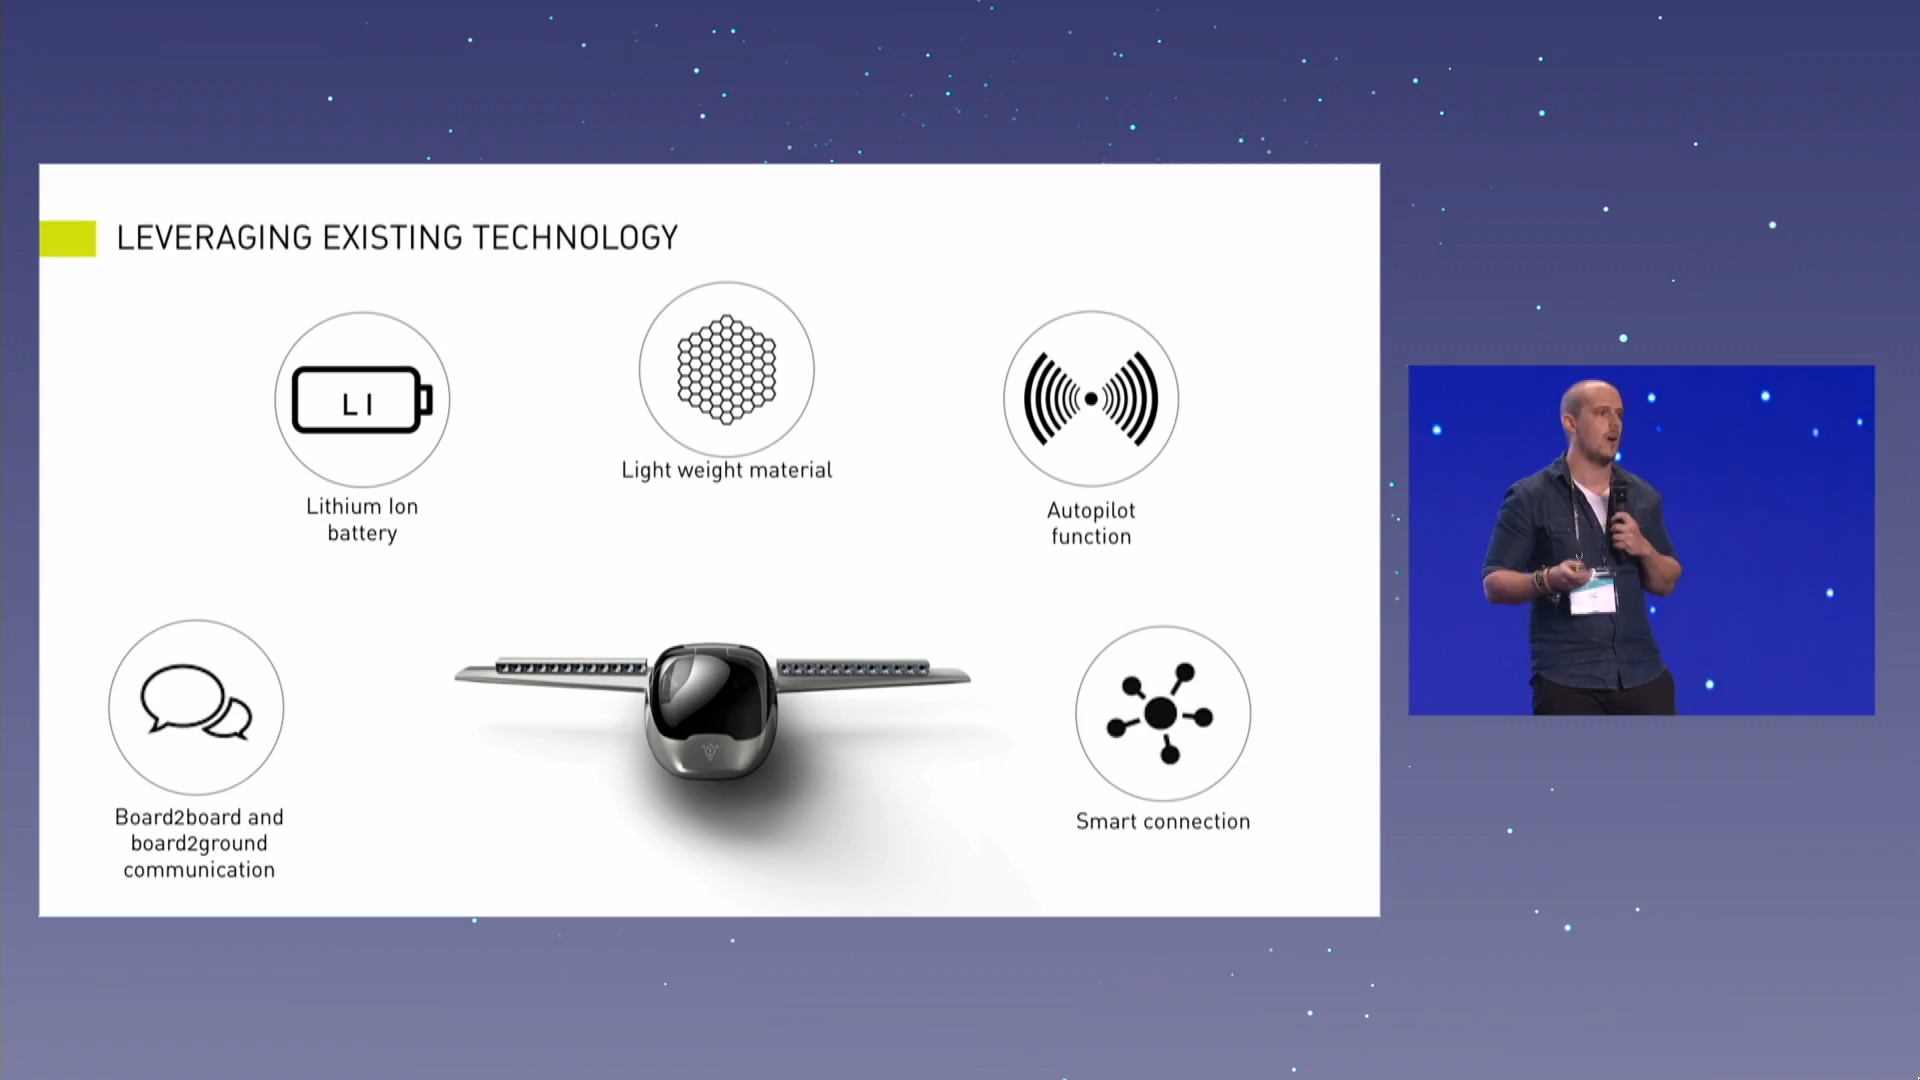 LEVERAGING EXISTING TECHNOLOGY
LI
Lithium Ion
battery
Light weight material
Autopilot
function
Board2board and
board2ground
communication
Smart connection